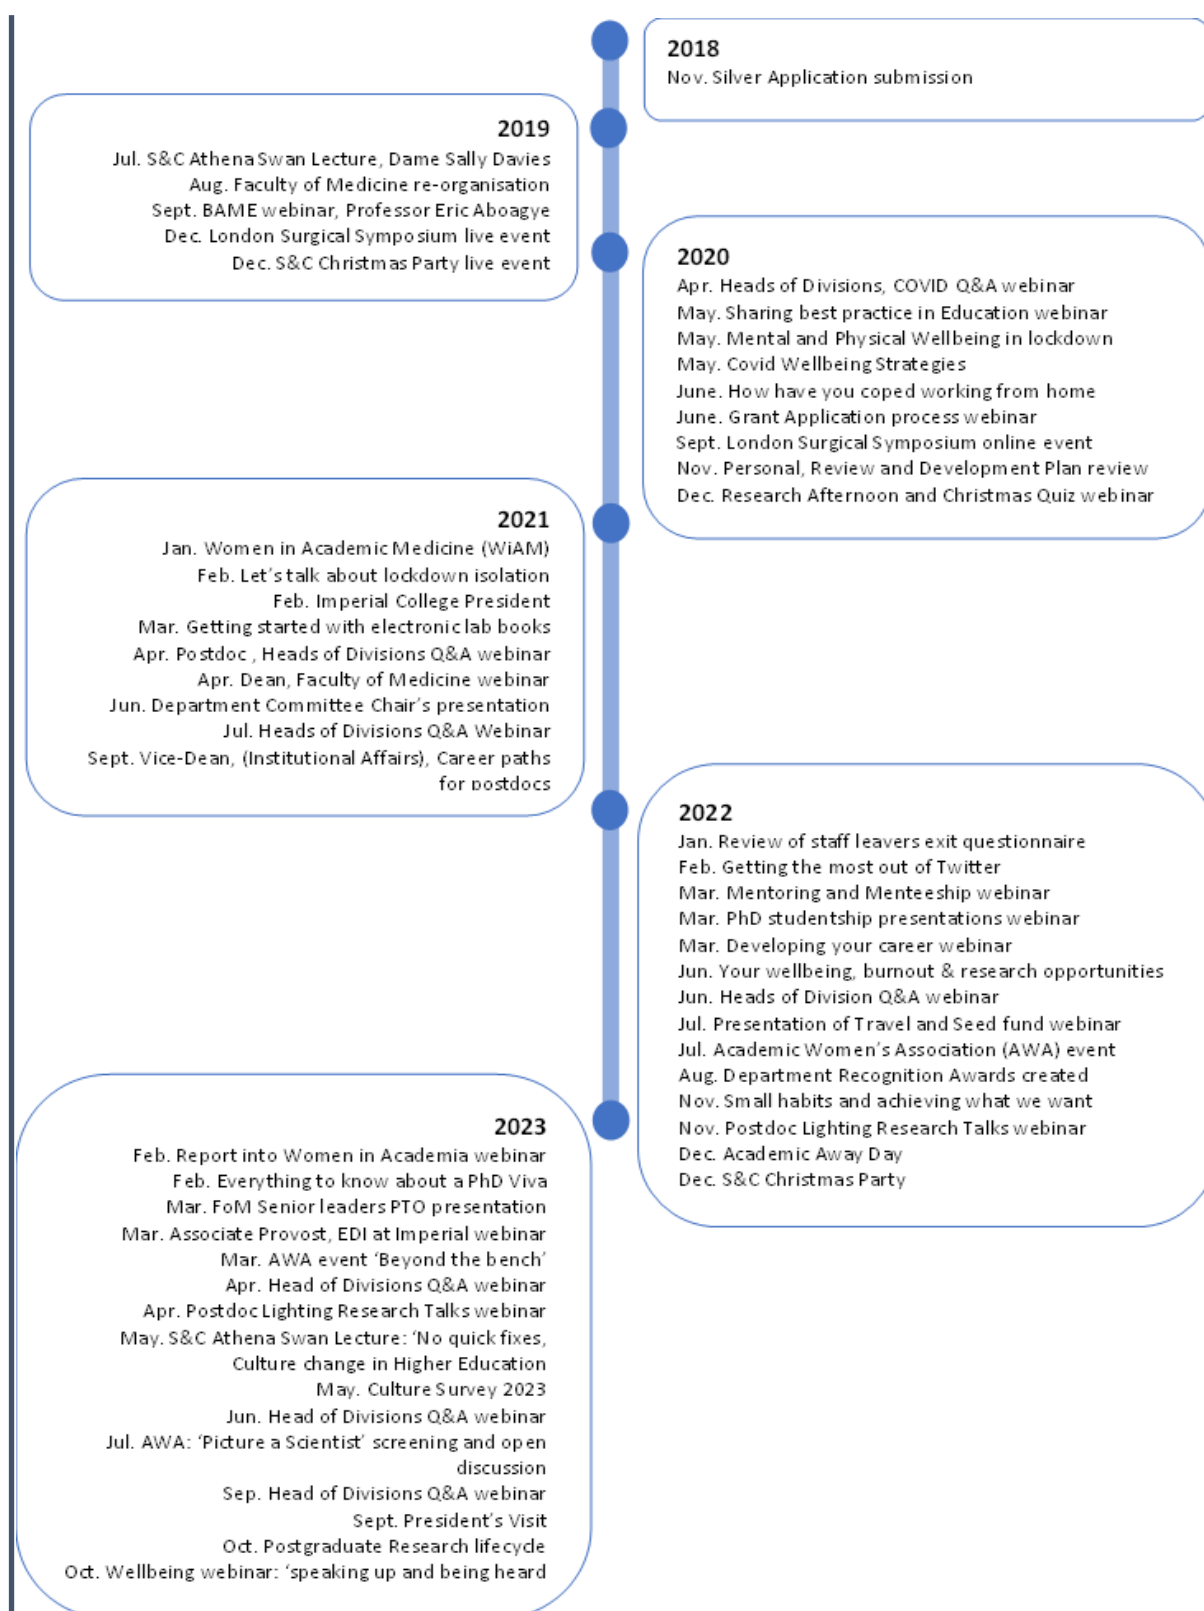 2018
Nov. Silver Application submission
2019
Jul. S&C Athena Swan Lecture, Dame Sally Davies
Aug. Faculty of Medicine re-organisation
Sept. BAME webinar, Professor Eric Aboagye
Dec. London Surgical Symposium live event
Dec. S&C Christmas Party live event
2020
Apr. Heads of Divisions, COVID Q&A webinar
May. Sharing best practice in Education webinar
May. Mental and Physical Wellbeing in lockdown
May. Covid Wellbeing Strategies
June. How have you coped working from home
June. Grant Application process webinar
Sept. London Surgical Symposium online event
Nov. Personal, Review and Development Plan review
Dec. Research Afternoon and Christmas Quiz webinar
2021
Jan. Women in Academic Medicine (WiAM)
Feb. Let's talk about lockdown isolation
Feb. Imperial College President
Mar. Getting started with electronic lab books
Apr. Postdoc , Heads of Divisions Q&A webinar
Apr. Dean, Faculty of Medicine webinar
Jun. Department Committee Chair's presentation
Jul. Heads of Divisions Q&A Webinar
Sept. Vice-Dean, (Institutional Affairs), Career paths
for postdocs
2022
Jan. Review of staff leavers exit questionnaire
Feb. Getting the most out of Twitter
Mar. Mentoring and Menteeship webinar
Mar. PhD studentship presentations webinar
Mar. Developing your career webinar
Jun. Your wellbeing, burnout & research opportunities
Jun. Heads of Division Q&A webinar
Jul. Presentation of Travel and Seed fund webinar
Jul. Academic Women's Association (AWA) event
Aug. Department Recognition Awards created
Nov. Small habits and achieving what we want
Nov. Postdoc Lighting Research Talks webinar
Dec. Academic Away Day
Dec. S&C Christmas Party
2023
Feb. Report into Women in Academia webinar
Feb. Everything to know about a PhD Viva
Mar. FoM Senior leaders PTO presentation
Mar. Associate Provost, EDI at Imperial webinar
Mar. AWA event 'Beyond the bench'
Apr. Head of Divisions Q&A webinar
Apr. Postdoc Lighting Research Talks webinar
May. S&C Athena Swan Lecture: 'No quick fixes,
Culture change in Higher Education
May. Culture Survey 2023
Jun. Head of Divisions Q&A webinar
Jul. AWA: 'Picture a Scientist' screening and open
discussion
Sep. Head of Divisions Q&A webinar
Sept. President's Visit
Oct. Postgraduate Research lifecycle
Oct. Wellbeing webinar: 'speaking up and being heard